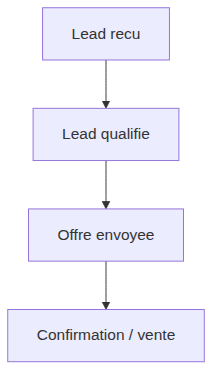 Lead recu
Lead qualifie
Offre envoyee
Confirmation / vente